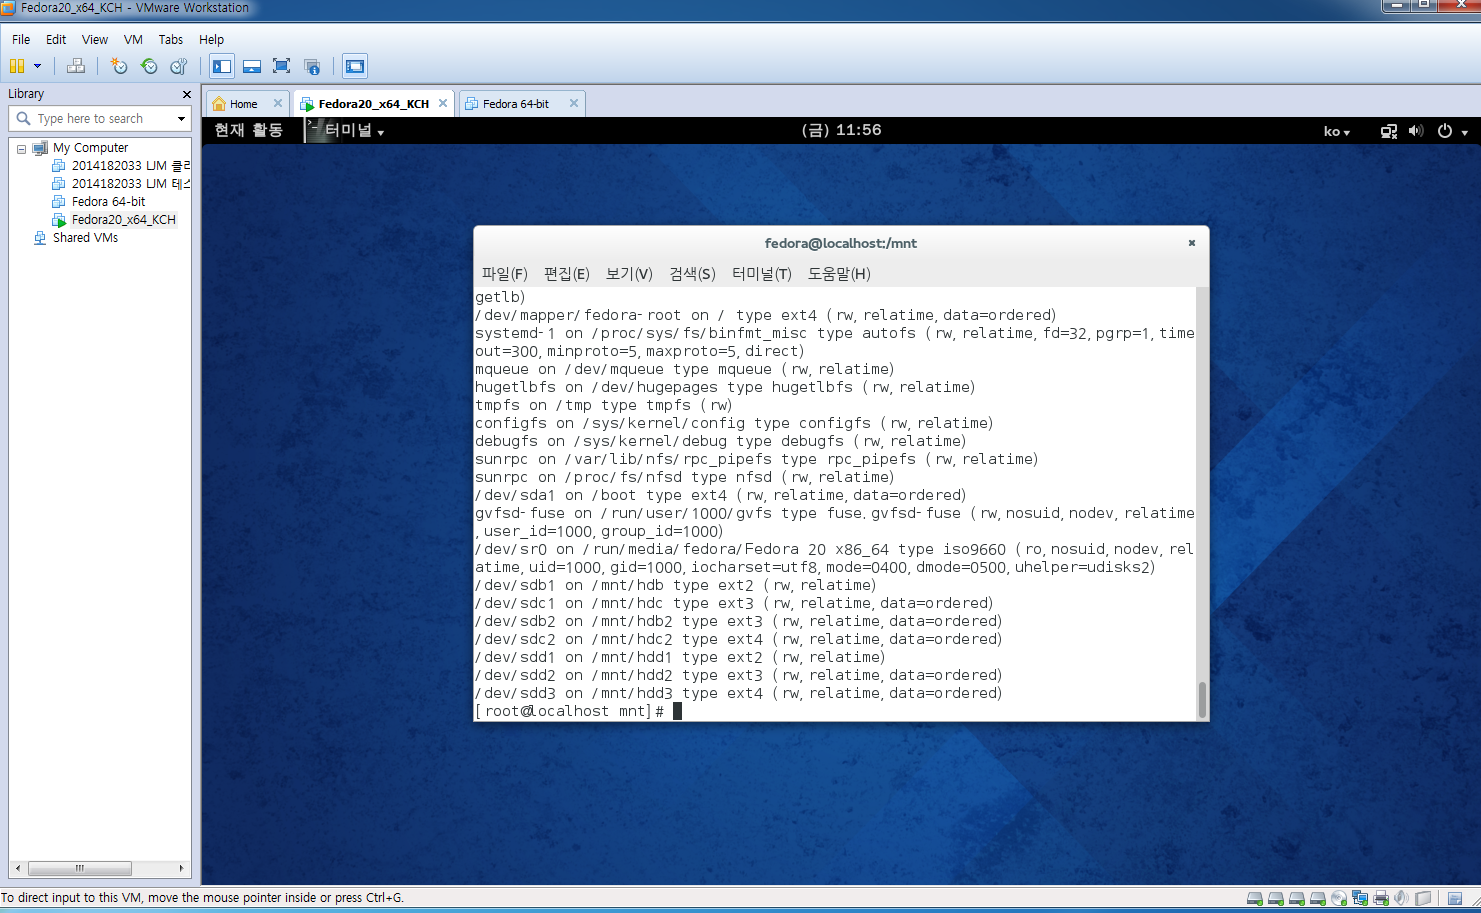 Fedora20_x64_KCH - VMware Workstation
File Edit View VM Tabs Help
Library
Type here to search
My Computer
2014182033 LJM 클라
2014182033 LJM 테스
Fedora 64-bit
Fedora20_x64_KCH
Shared VMs
Home Fedora20_x64_KCH Fedora 64-bit
현재 활동 터미널 (금) 11:56 ko
fedora@localhost:/mnt
파일(F) 편집(E) 보기(V) 검색(S) 터미널(T) 도움말(H)
getlb)
/dev/mapper/fedora-root on / type ext4 (rw,relatime,data=ordered)
systemd-1 on /proc/sys/fs/binfmt_misc type autofs (rw,relatime,fd=32,pgrp=1,time
out=300,minproto=5,maxproto=5,direct)
mqueue on /dev/mqueue type mqueue (rw,relatime)
hugetlbfs on /dev/hugepages type hugetlbfs (rw,relatime)
tmpfs on /tmp type tmpfs (rw)
configfs on /sys/kernel/config type configfs (rw,relatime)
debugfs on /sys/kernel/debug type debugfs (rw,relatime)
sunrpc on /var/lib/nfs/rpc_pipefs type rpc_pipefs (rw,relatime)
sunrpc on /proc/fs/nfsd type nfsd (rw,relatime)
/dev/sda1 on /boot type ext4 (rw,relatime,data=ordered)
gvfsd-fuse on /run/user/1000/gvfs type fuse.gvfsd-fuse (rw,nosuid,nodev,relatime
,user_id=1000,group_id=1000)
/dev/sr0 on /run/media/fedora/Fedora 20 x86_64 type iso9660 (ro,nosuid,nodev,rel
atime,uid=1000,gid=1000,iocharset=utf8,mode=0400,dmode=0500,uhelper=udisks2)
/dev/sdb1 on /mnt/hdb type ext2 (rw,relatime)
/dev/sdc1 on /mnt/hdc type ext3 (rw,relatime,data=ordered)
/dev/sdb2 on /mnt/hdb2 type ext3 (rw,relatime,data=ordered)
/dev/sdc2 on /mnt/hdc2 type ext4 (rw,relatime,data=ordered)
/dev/sdd1 on /mnt/hdd1 type ext2 (rw,relatime)
/dev/sdd2 on /mnt/hdd2 type ext3 (rw,relatime,data=ordered)
/dev/sdd3 on /mnt/hdd3 type ext4 (rw,relatime,data=ordered)
[root@localhost mnt]#
To direct input to this VM, move the mouse pointer inside or press Ctrl+G.